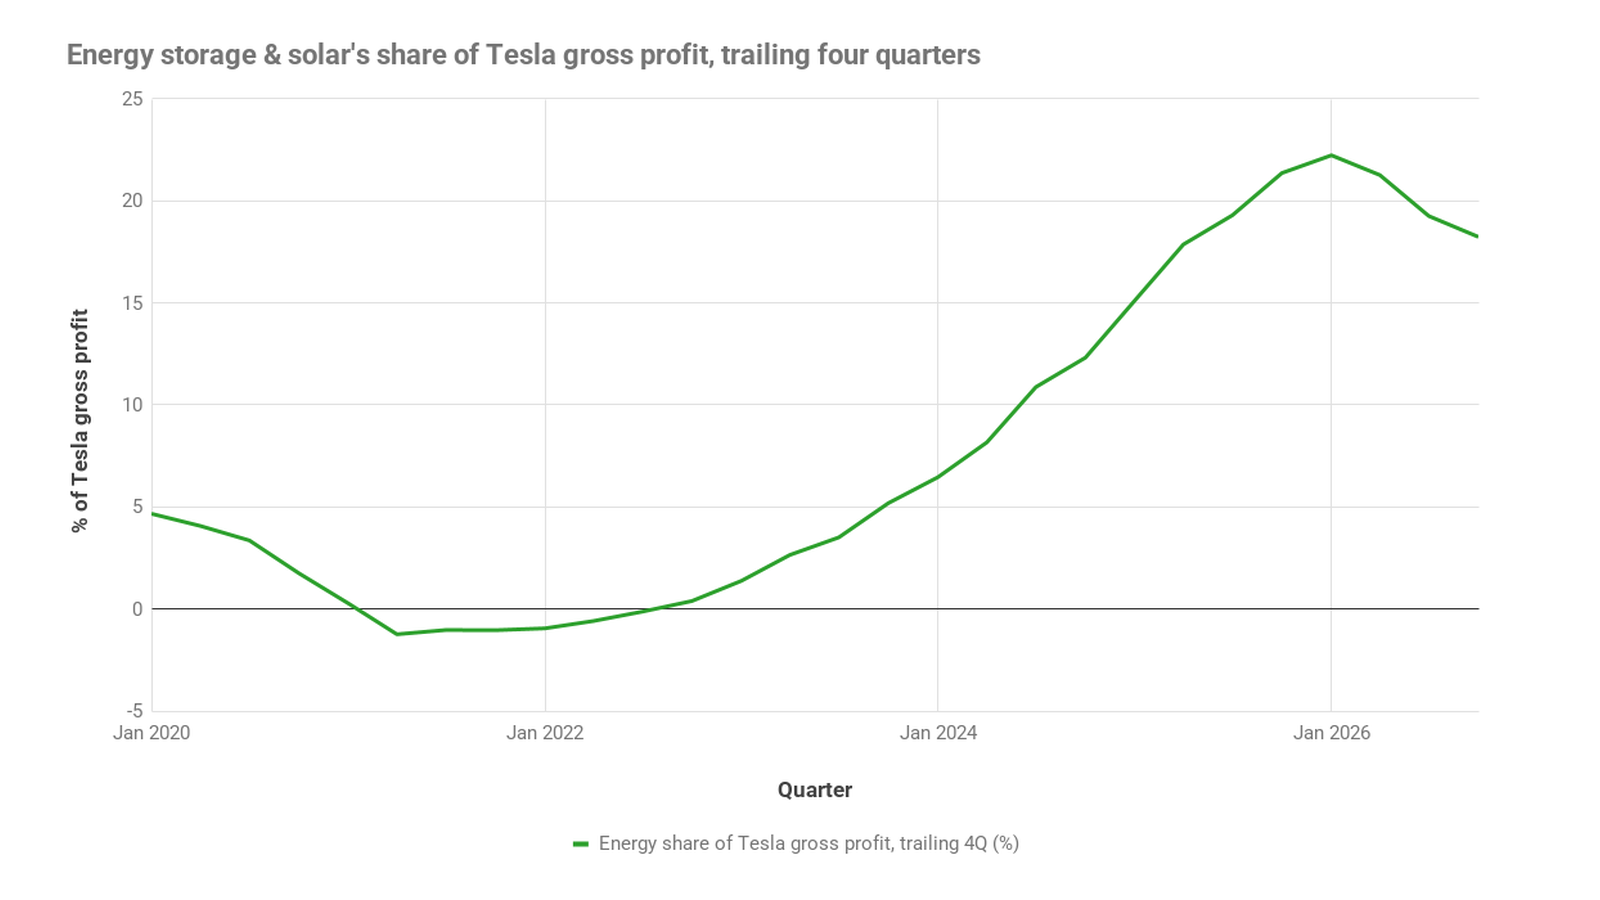 Energy storage & solar's share of Tesla gross profit, trailing four quarters
% of Tesla gross profit
25
20
15
10
5
0
-5
Jan 2020
Jan 2022
Jan 2024
Jan 2026
Quarter
Energy share of Tesla gross profit, trailing 4Q (%)